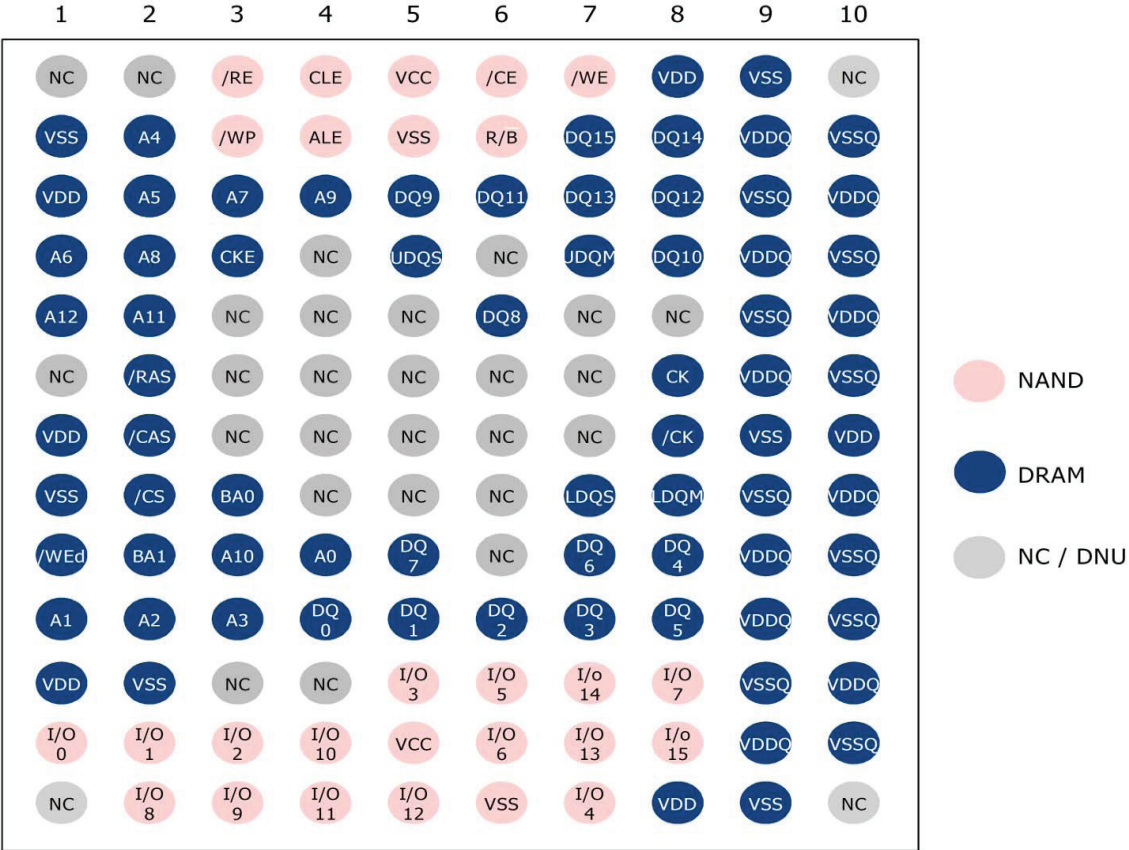 1 2 3 4 5 6 7 8 9 10
NC NC /RE CLE VCC /CE /WE VDD VSS NC
VSS A4 /WP ALE VSS R/B DQ15 DQ14 VDDQ VSSQ
VDD A5 A7 A9 DQ9 DQ11 DQ13 DQ12 VSSQ VDDQ
A6 A8 CKE NC UDQS NC UDQM DQ10 VDDQ VSSQ
A12 A11 NC NC NC DQ8 NC NC VSSQ VDDQ
NC /RAS NC NC NC NC NC CK VDDQ VSSQ
NAND
VDD /CAS NC NC NC NC NC /CK VSS VDD
DRAM
VSS /CS BA0 NC NC NC LDQS LDQM VSSQ VDDQ
/WEd BA1 A10 A0 DQ 7 NC DQ 6 DQ 4 VDDQ VSSQ
NC / DNU
A1 A2 A3 DQ 0 DQ 1 DQ 2 DQ 3 DQ 5 VDDQ VSSQ
VDD VSS NC NC I/O 3 I/O 5 I/o 14 I/O 7 VSSQ VDDQ
I/O 0 I/O 1 I/O 2 I/O 10 VCC I/O 6 I/O 13 I/o 15 VDDQ VSSQ
NC I/O 8 I/O 9 I/O 11 I/O 12 VSS I/O 4 VDD VSS NC